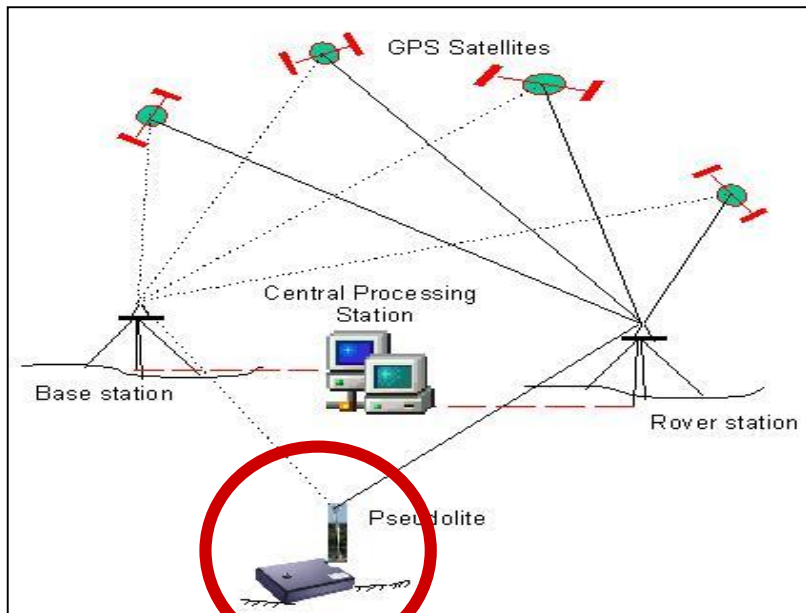 GPS Satellites
Central Processing
Station
Base station
Rover station
Pseudolite